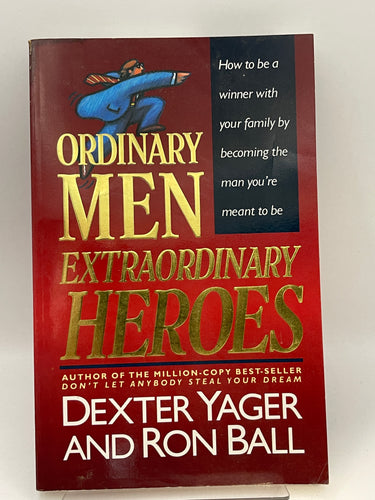 How to be a
winner with
your family by
becoming the
man you're
meant to be
ORDINARY
MEN
EXTRAORDINARY
HEROES
AUTHOR OF THE MILLION-COPY BEST-SELLER
DON'T LET ANYBODY STEAL YOUR DREAM
DEXTER YAGER
AND RON BALL